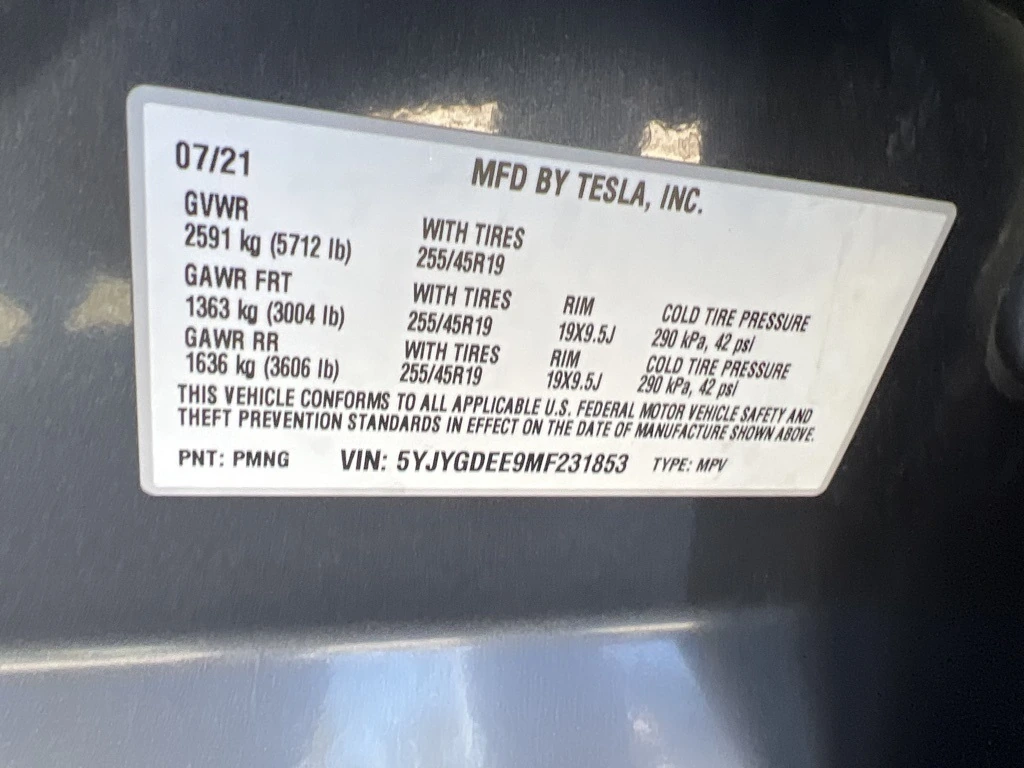 07/21 MFD BY TESLA, INC.
GVWR
2591 kg (5712 lb) WITH TIRES 255/45R19
GAWR FRT
1363 kg (3004 lb) WITH TIRES 255/45R19 RIM 19X9.5J COLD TIRE PRESSURE 290 kPa, 42 psi
GAWR RR
1636 kg (3606 lb) WITH TIRES 255/45R19 RIM 19X9.5J COLD TIRE PRESSURE 290 kPa, 42 psi
THIS VEHICLE CONFORMS TO ALL APPLICABLE U.S. FEDERAL MOTOR VEHICLE SAFETY AND
THEFT PREVENTION STANDARDS IN EFFECT ON THE DATE OF MANUFACTURE SHOWN ABOVE.
PNT: PMNG VIN: 5YJYGDEE9MF231853 TYPE: MPV